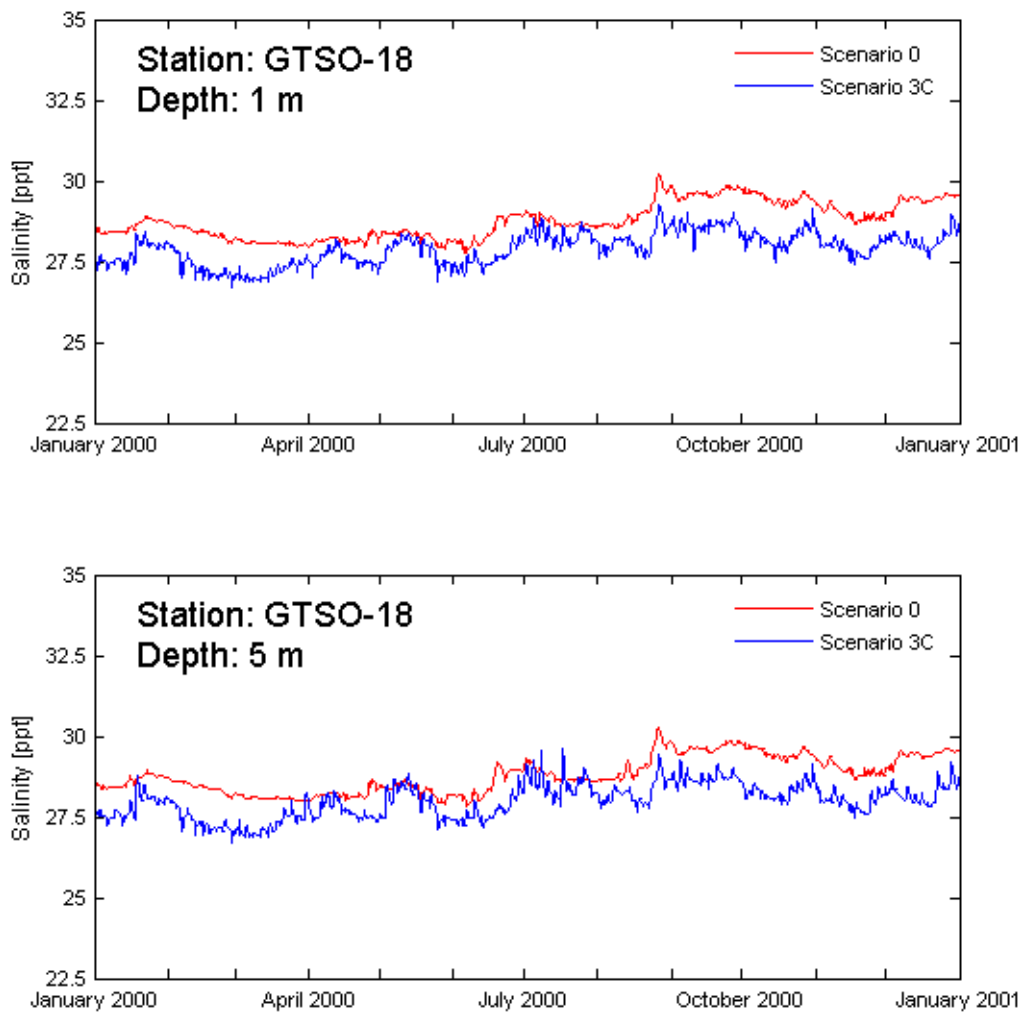 35
Station: GTSO-18
Scenario 0
Depth: 1 m
Scenario 3C
32.5
30
Salinity [ppt]
27.5
25
22.5
January 2000 April 2000 July 2000 October 2000 January 2001
35
Station: GTSO-18
Scenario 0
Depth: 5 m
Scenario 3C
32.5
30
Salinity [ppt]
27.5
25
22.5
January 2000 April 2000 July 2000 October 2000 January 2001